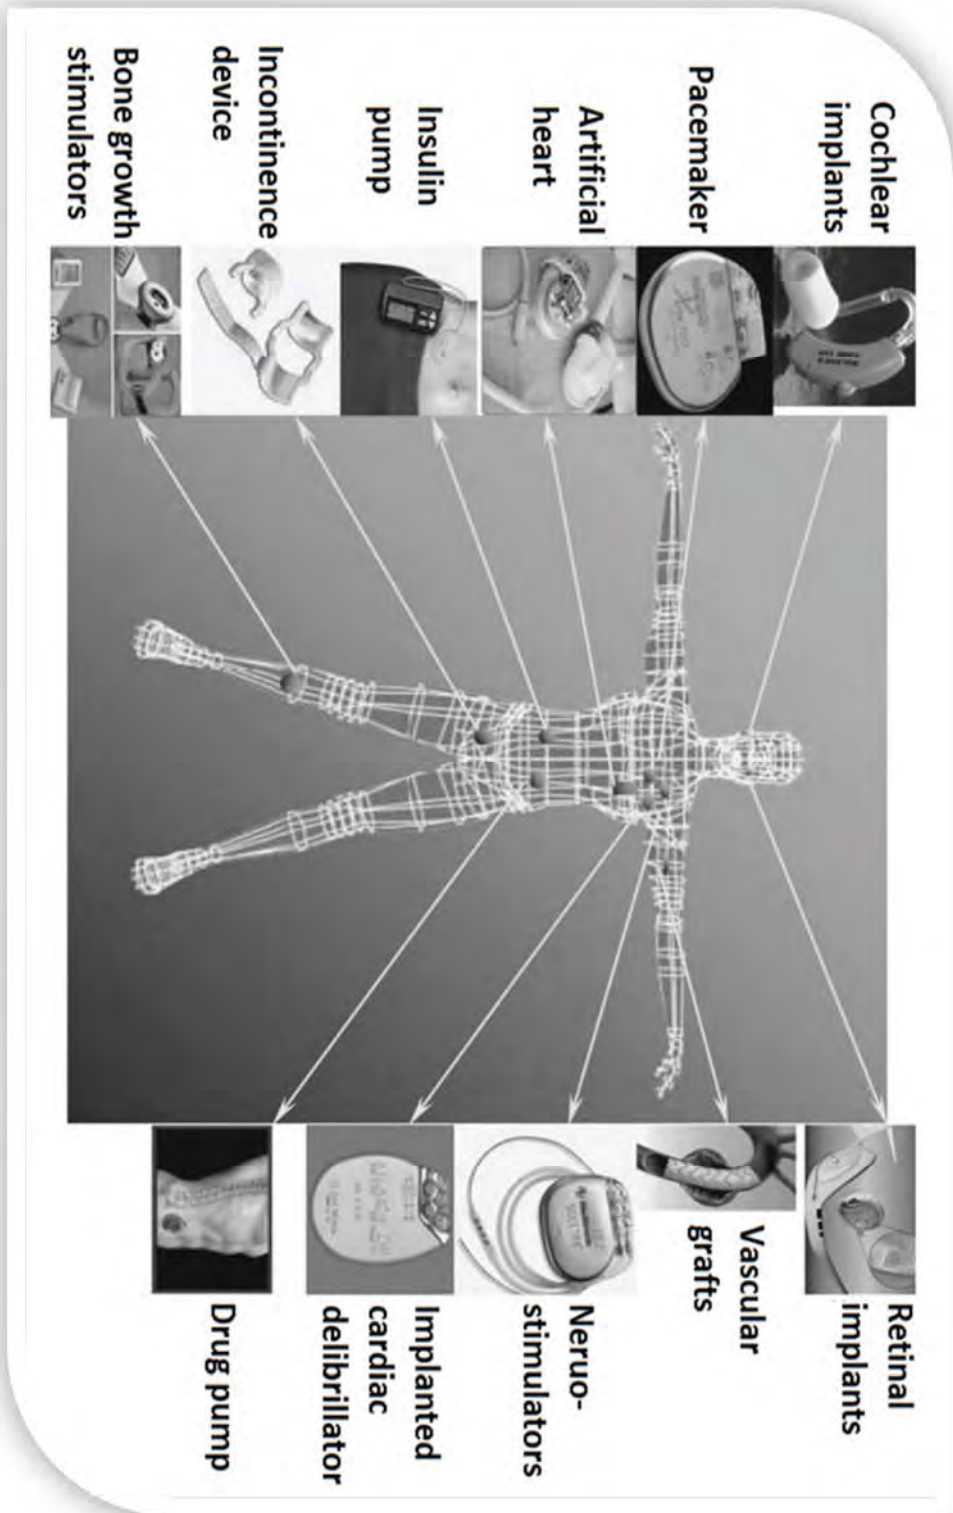 Cochlear
implants
Pacemaker
Artificial
heart
Insulin
pump
Incontinence
device
Bone growth
stimulators
Retinal
implants
Vascular
grafts
Neruo-
stimulators
Implanted
cardiac
delibrillator
Drug pump